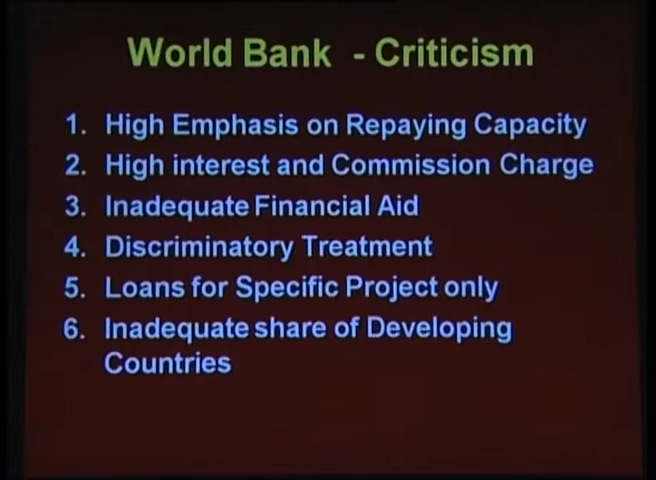 World Bank - Criticism
1. High Emphasis on Repaying Capacity
2. High interest and Commission Charge
3. Inadequate Financial Aid
4. Discriminatory Treatment
5. Loans for Specific Project only
6. Inadequate share of Developing
Countries